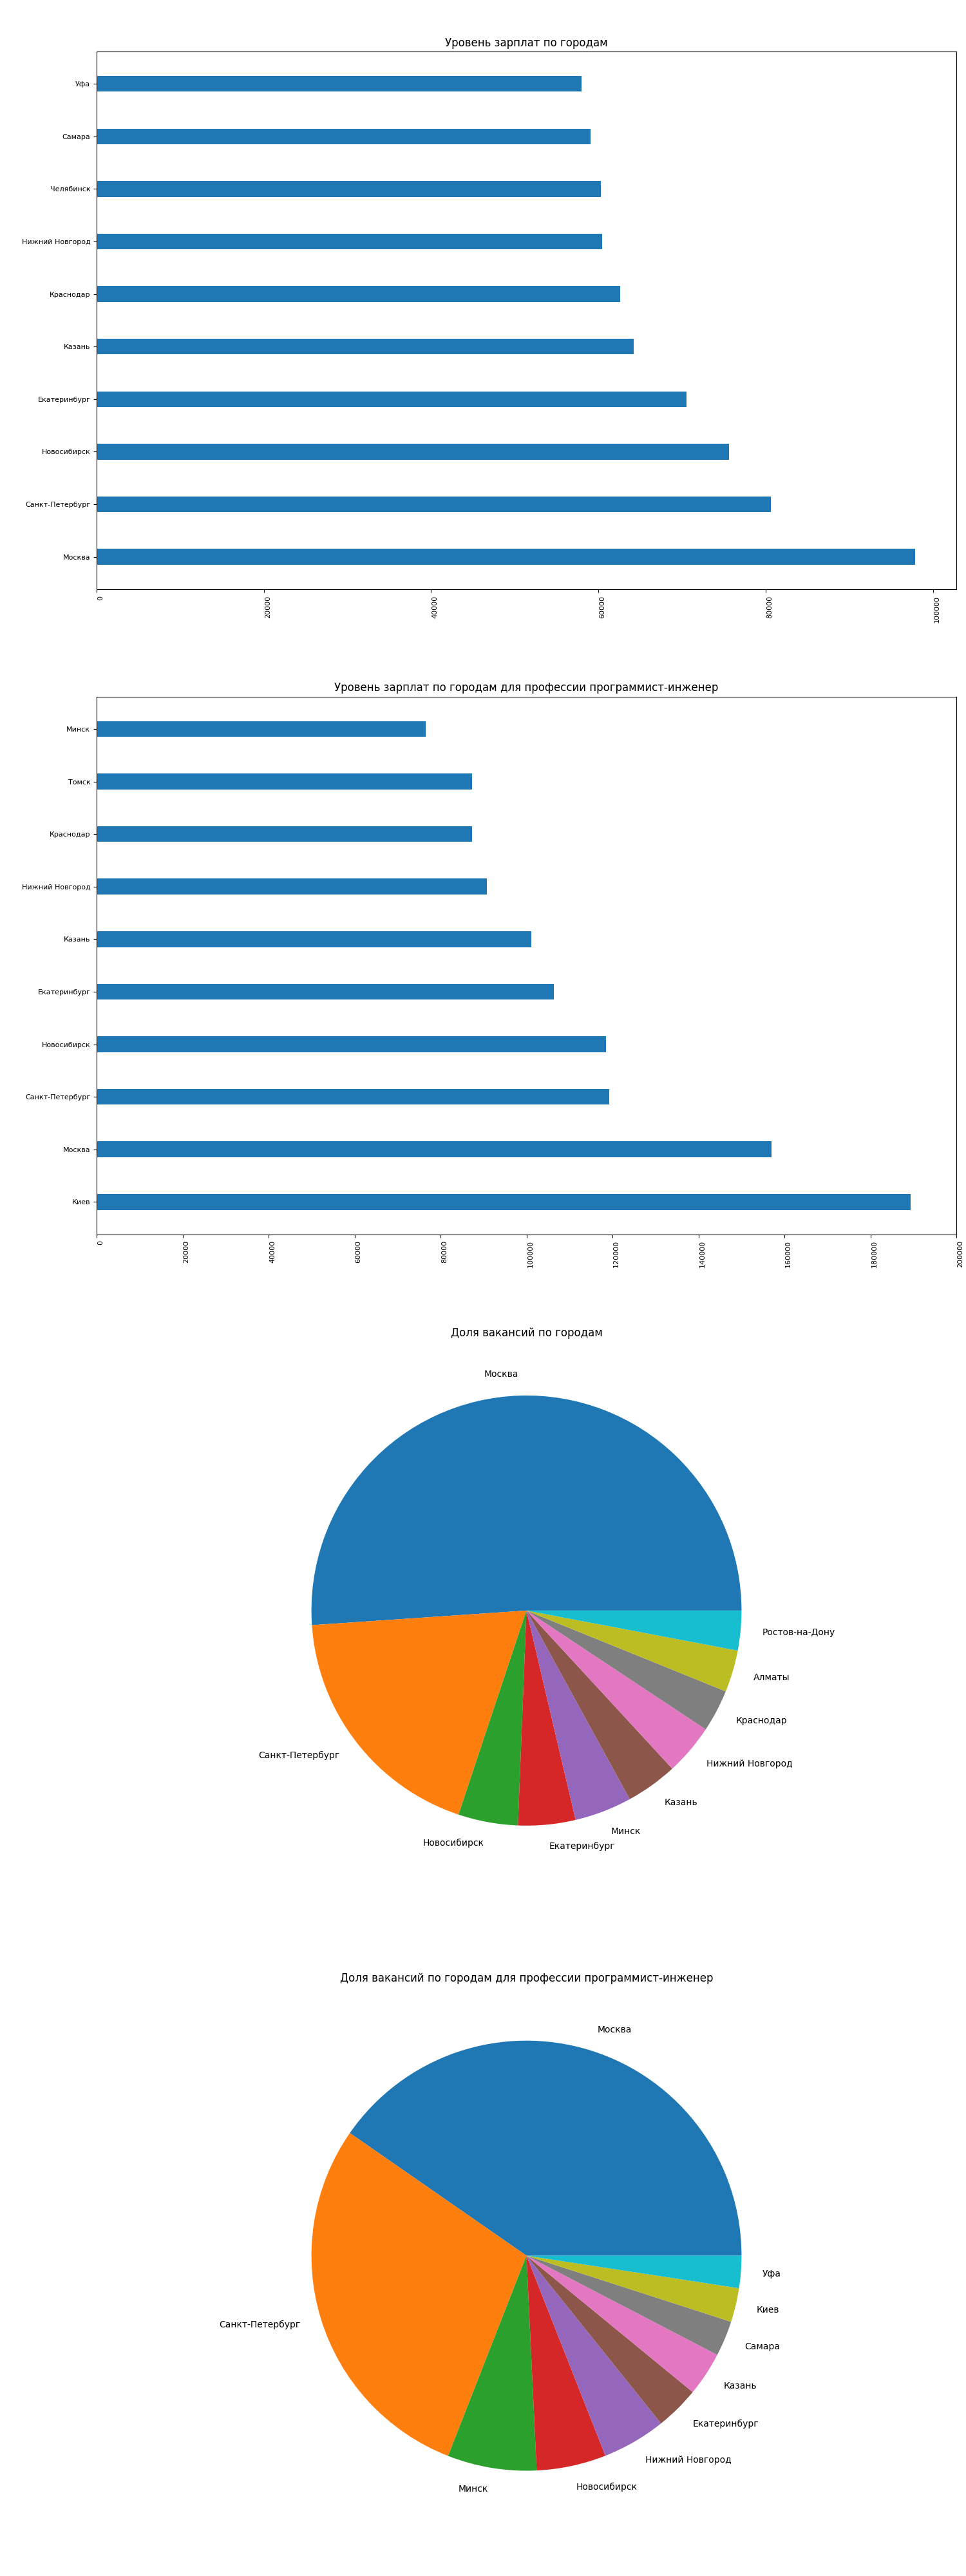 Уровень зарплат по городам
Уфа
Самара
Челябинск
Нижний Новгород
Краснодар
Казань
Екатеринбург
Новосибирск
Санкт-Петербург
Москва
0
20000
40000
60000
80000
100000
Уровень зарплат по городам для профессии программист-инженер
Минск
Томск
Краснодар
Нижний Новгород
Казань
Екатеринбург
Новосибирск
Санкт-Петербург
Москва
Киев
0
20000
40000
60000
80000
100000
120000
140000
160000
180000
200000
Доля вакансий по городам
Москва
Ростов-на-Дону
Алматы
Краснодар
Санкт-Петербург
Нижний Новгород
Казань
Минск
Новосибирск
Екатеринбург
Доля вакансий по городам для профессии программист-инженер
Москва
Уфа
Киев
Санкт-Петербург
Самара
Казань
Екатеринбург
Нижний Новгород
Новосибирск
Минск